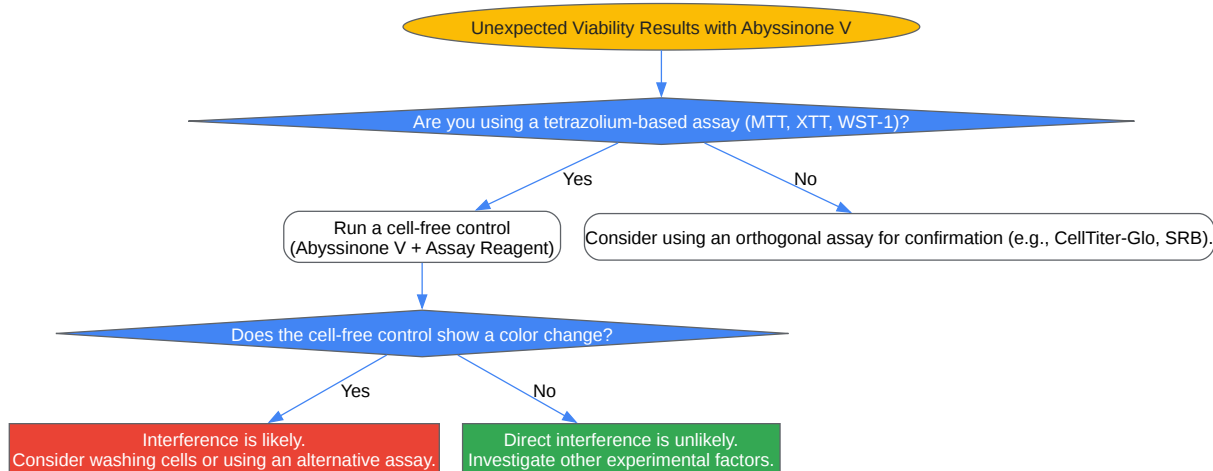 Unexpected Viability Results with Abyssinone V
Are you using a tetrazolium-based assay (MTT, XTT, WST-1)?
Yes
No
Run a cell-free control
(Abyssinone V + Assay Reagent)
Consider using an orthogonal assay for confirmation (e.g., CellTiter-Glo, SRB).
Does the cell-free control show a color change?
Yes
No
Interference is likely.
Consider washing cells or using an alternative assay.
Direct interference is unlikely.
Investigate other experimental factors.